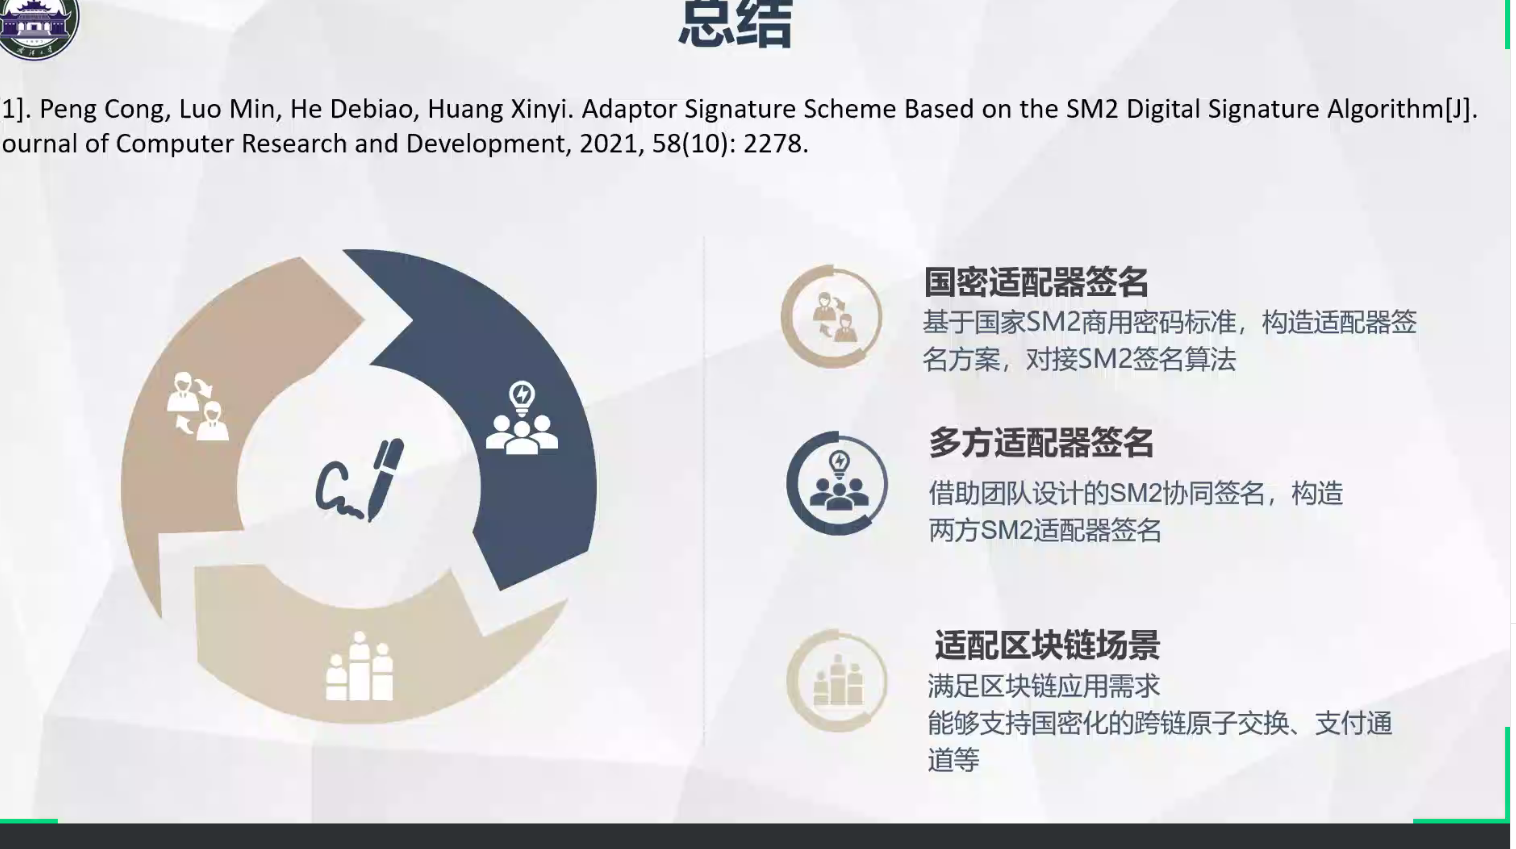 总结
1]. Peng Cong, Luo Min, He Debiao, Huang Xinyi. Adaptor Signature Scheme Based on the SM2 Digital Signature Algorithm[J].
ournal of Computer Research and Development, 2021, 58(10): 2278.
国密适配器签名
基于国家SM2商用密码标准，构造适配器签
名方案，对接SM2签名算法
多方适配器签名
借助团队设计的SM2协同签名，构造
两方SM2适配器签名
适配区块链场景
满足区块链应用需求
能够支持国密化的跨链原子交换、支付通
道等